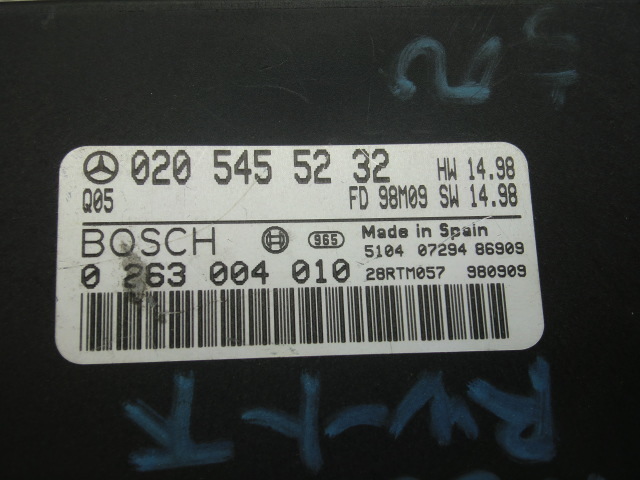 020 545 52 32 HW 14.98
Q05 FD 98M09 SW 14.98
BOSCH 965 Made in Spain
5104 07294 86909
0 263 004 010 28RTM057 980909